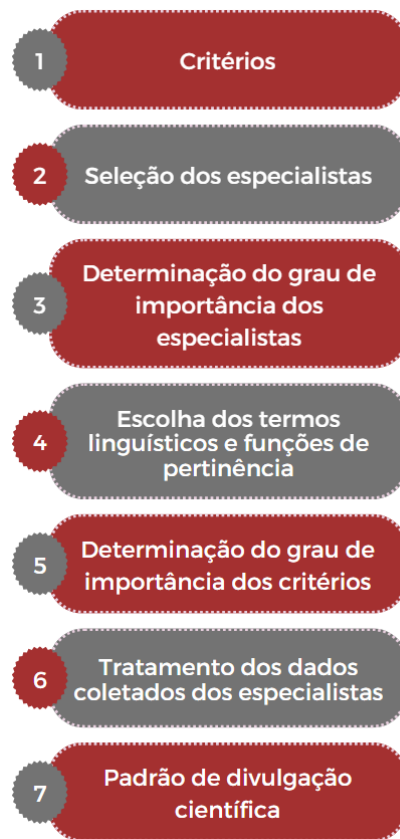 1
Critérios
2
Seleção dos especialistas
3
Determinação do grau de
importância dos
especialistas
4
Escolha dos termos
linguísticos e funções de
pertinência
5
Determinação do grau de
importância dos critérios
6
Tratamento dos dados
coletados dos especialistas
7
Padrão de divulgação
científica